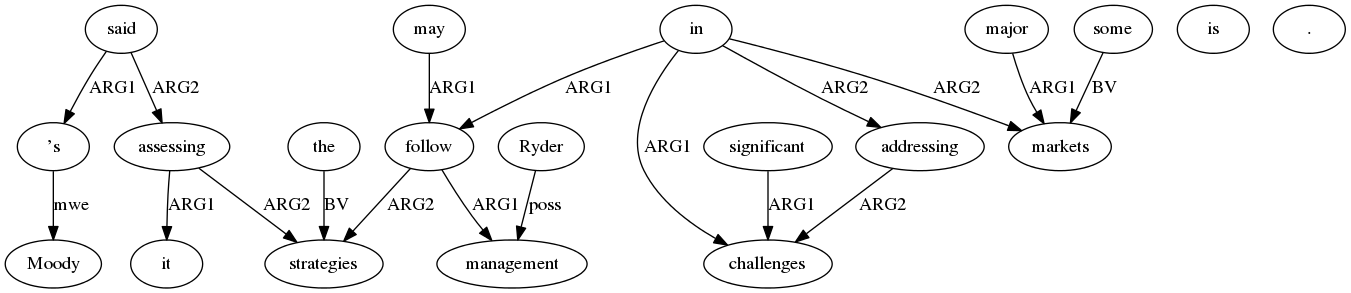 said may in major some is .
ARG1 ARG2 ARG1 ARG1 ARG2 ARG2 ARG1 BV
’s assessing the follow Ryder significant addressing markets
mwe ARG1 ARG2 BV ARG2 ARG1 poss ARG1 ARG1 ARG2
Moody it strategies management challenges